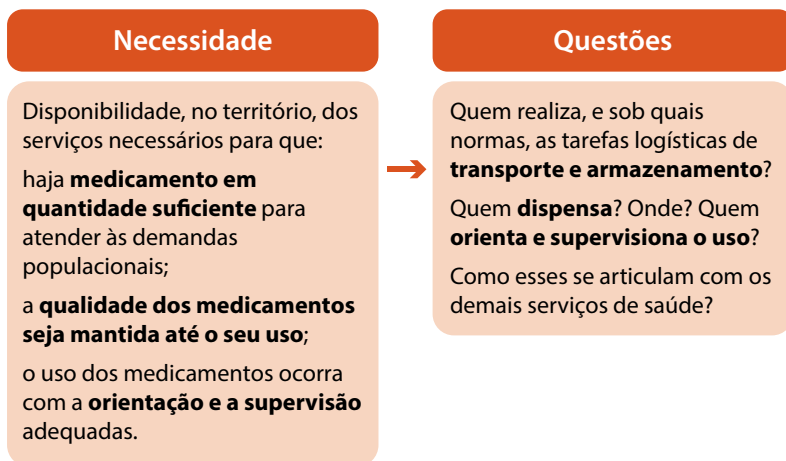 Necessidade
Disponibilidade, no território, dos
serviços necessários para que:
haja medicamento em
quantidade suficiente para
atender às demandas
populacionais;
a qualidade dos medicamentos
seja mantida até o seu uso;
o uso dos medicamentos ocorra
com a orientação e a supervisão
adequadas.
Questões
Quem realiza, e sob quais
normas, as tarefas logísticas de
transporte e armazenamento?
Quem dispensa? Onde? Quem
orienta e supervisiona o uso?
Como esses se articulam com os
demais serviços de saúde?